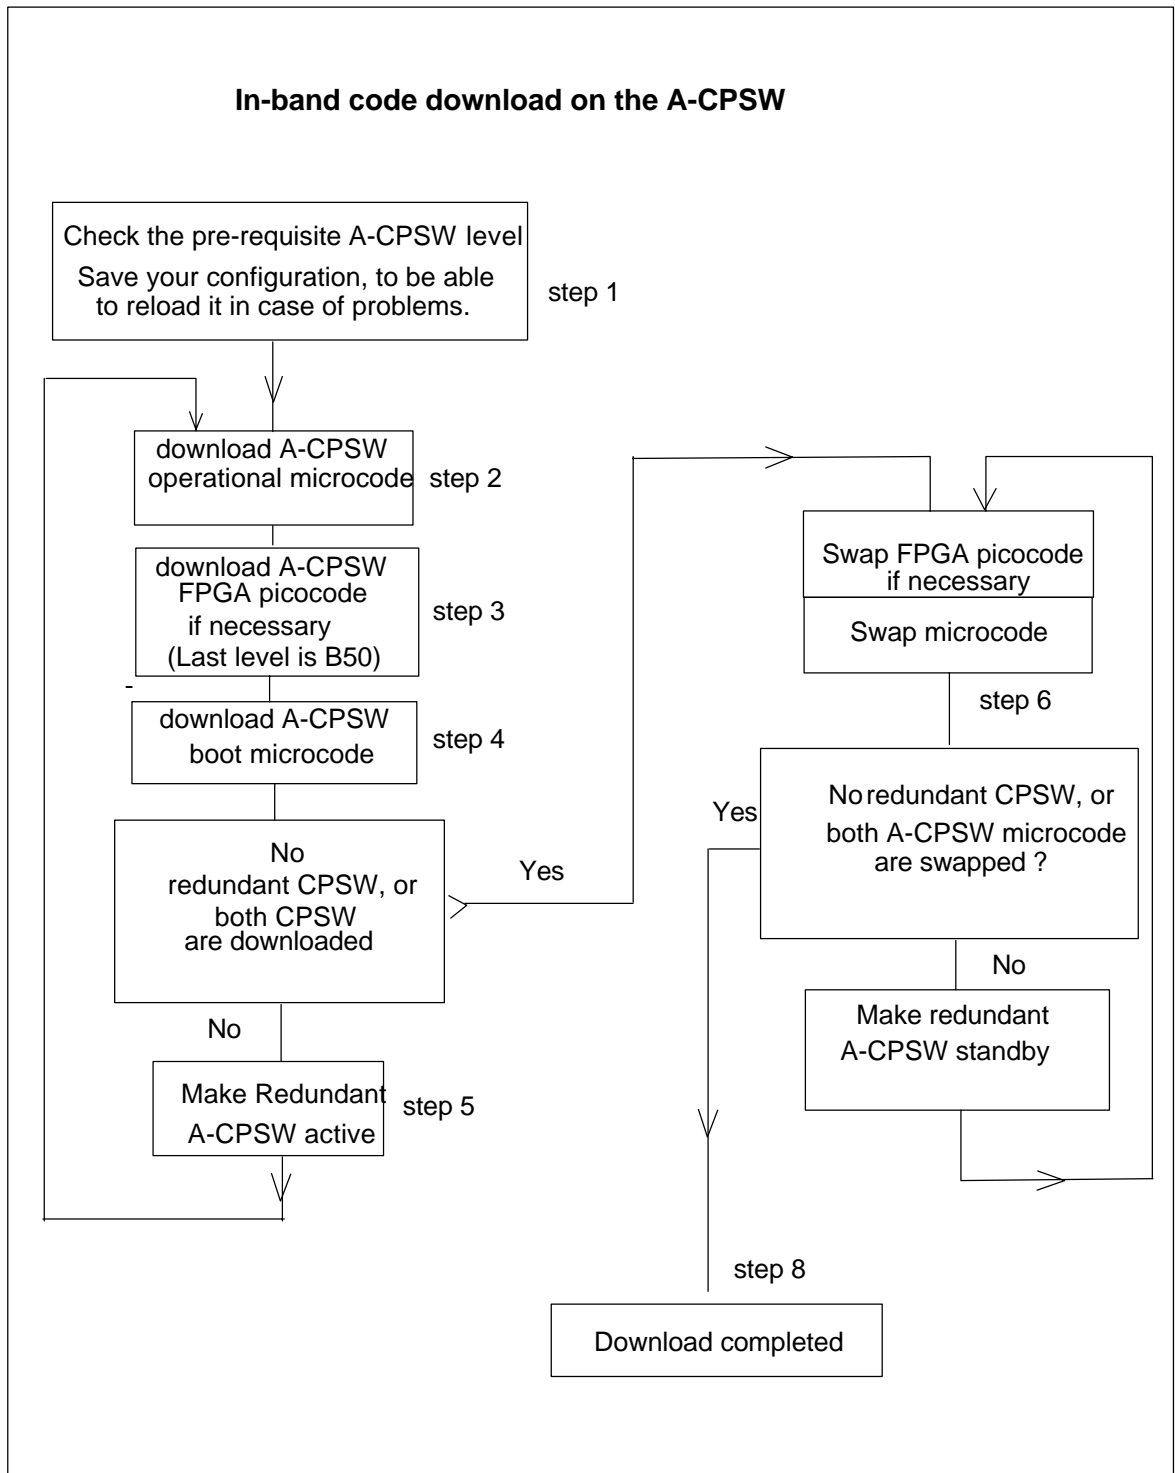 In-band code download on the A-CPSW
Check the pre-requisite A-CPSW level
Save your configuration, to be able
to reload it in case of problems.
step 1
download A-CPSW
operational microcode
step 2
download A-CPSW
FPGA picocode
if necessary
(Last level is B50)
step 3
-
download A-CPSW
boot microcode
step 4
No
redundant CPSW, or
both CPSW
are downloaded
Yes
No
Make Redundant
A-CPSW active
step 5
Swap FPGA picocode
if necessary
Swap microcode
step 6
No redundant CPSW, or
both A-CPSW microcode
are swapped ?
Yes
No
Make redundant
A-CPSW standby
step 8
Download completed